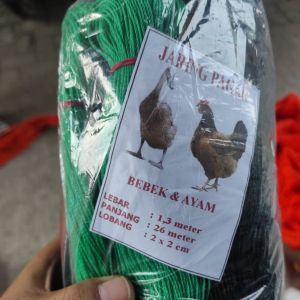 JARING PAGAR
BEBEK & AYAM
LEBAR : 1,3 meter
PANJANG : 26 meter
LOBANG : 2 x 2 cm